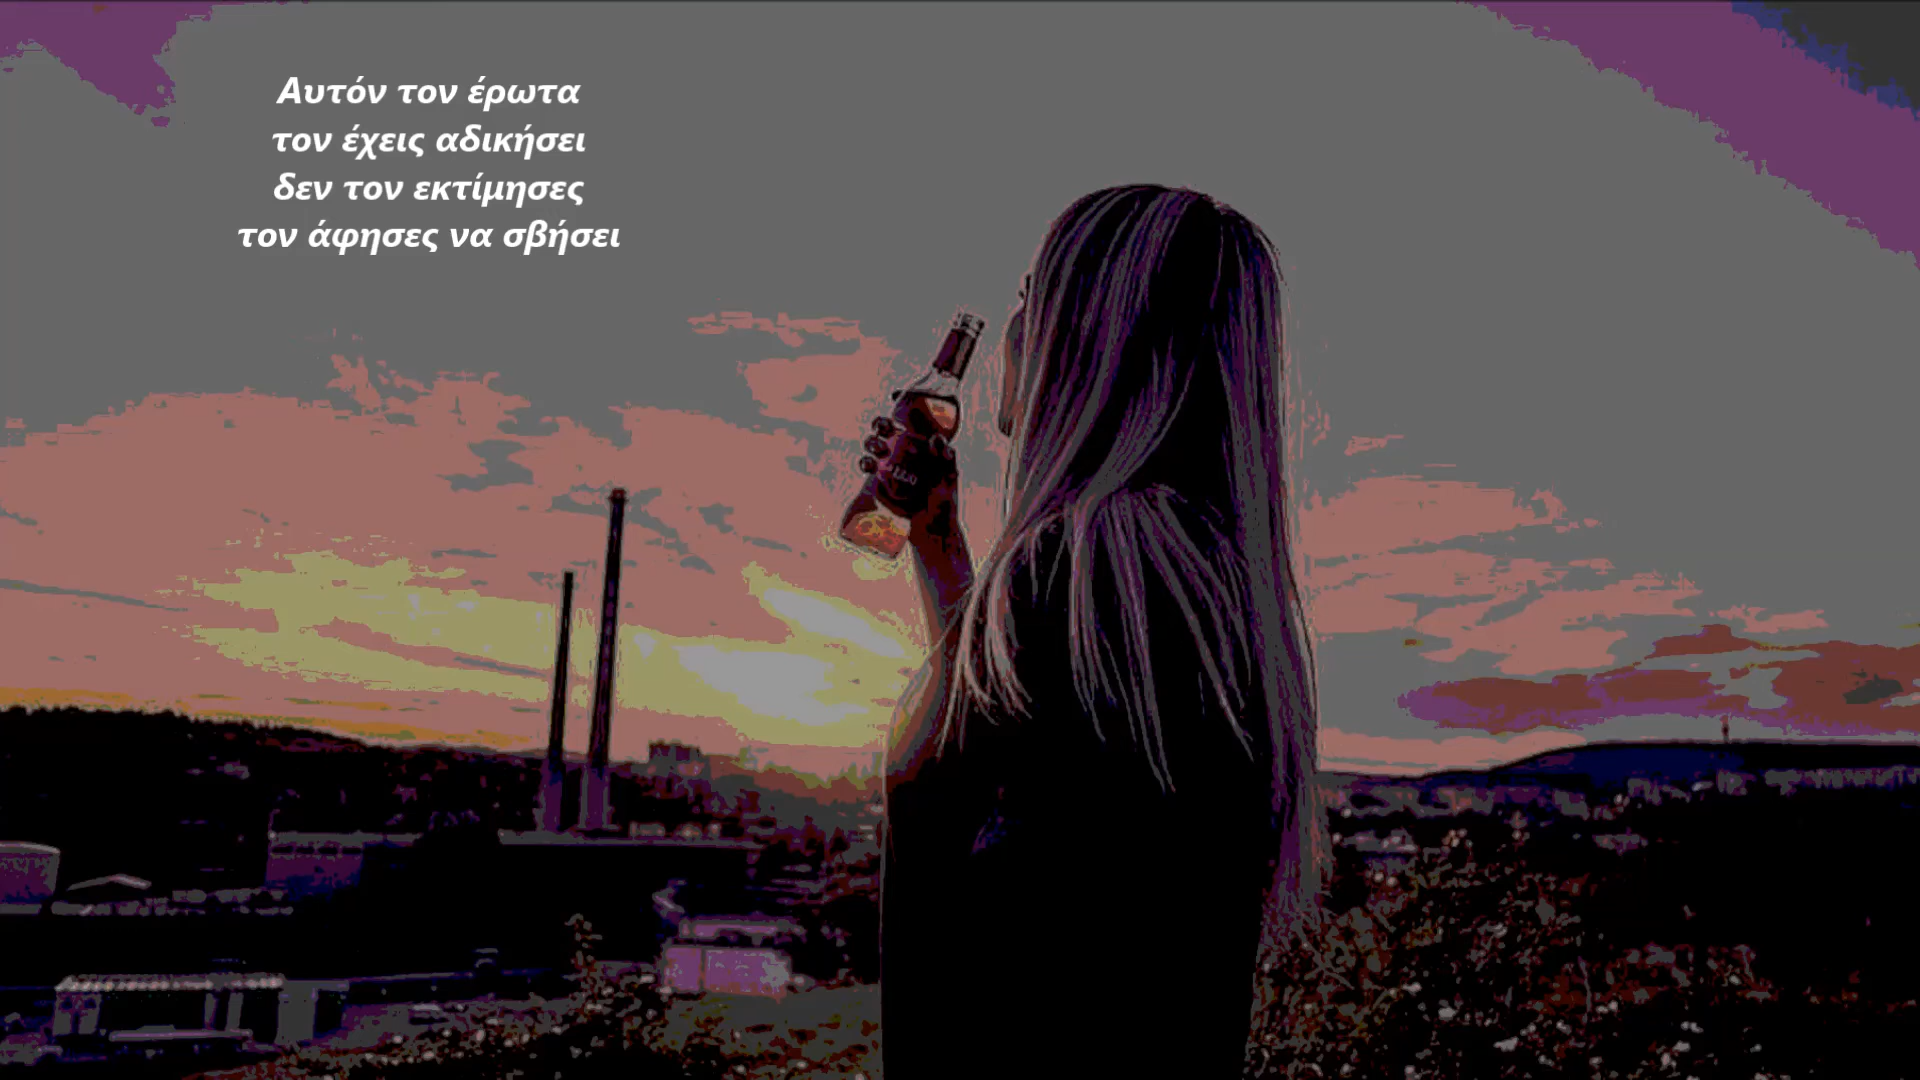 Αυτόν τον έρωτα
τον έχεις αδικήσει
δεν τον εκτίμησες
τον άφησες να σβήσει